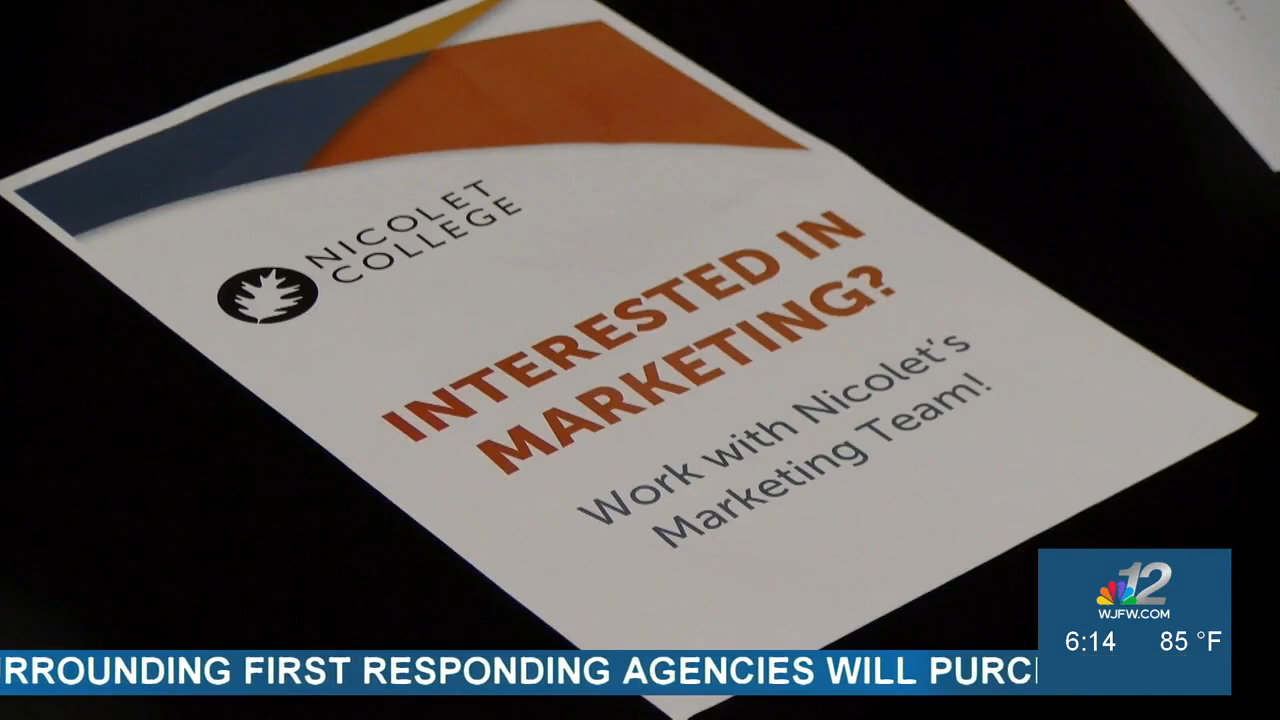 NICOLET
COLLEGE
INTERESTED IN
MARKETING?
Work with Nicolet's
Marketing Team!
12
WJFW.COM
6:14 85 °F
URROUNDING FIRST RESPONDING AGENCIES WILL PURC